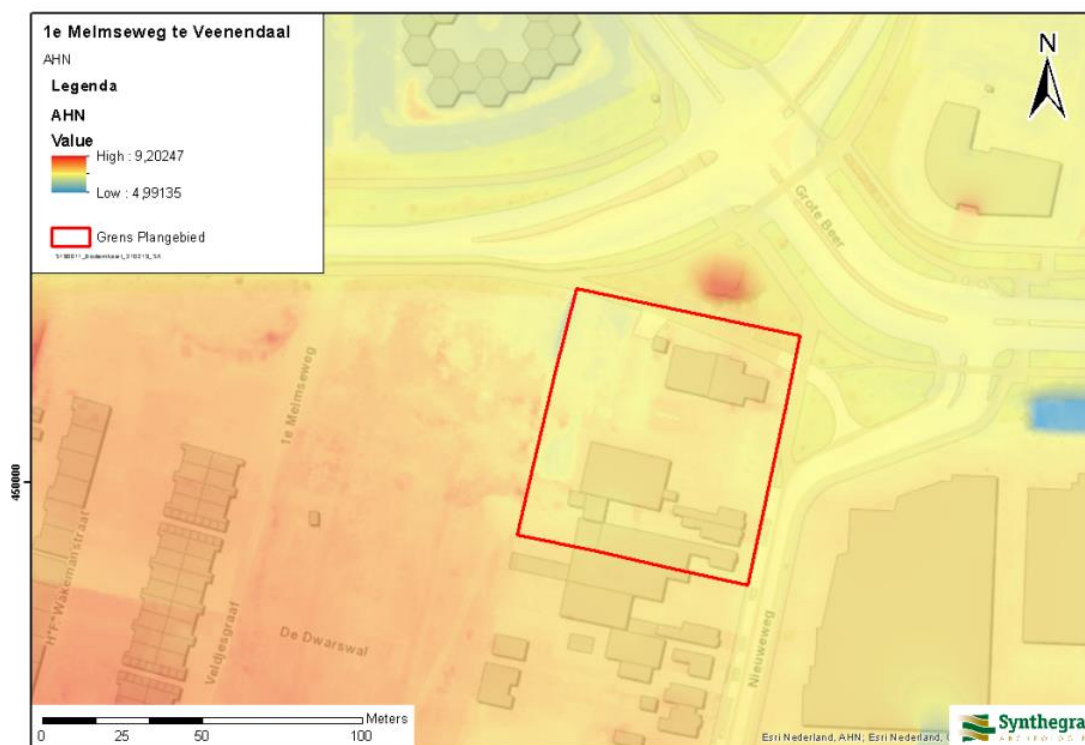 1e Melmseweg te Veenendaal
AHN
Legenda
AHN
Value
High : 9,20247
Low : 4,99135
Grens Plangebied
N
Grote Beer
1e Melmseweg
450000
H*F*Wakemanstraat
Veldjesgraaf
De Dwarswal
Nieuweweg
Meters
0 25 50 100
Esri Nederland, AHN; Esri Nederland,
Synthegra
ARCHEOLOGIE